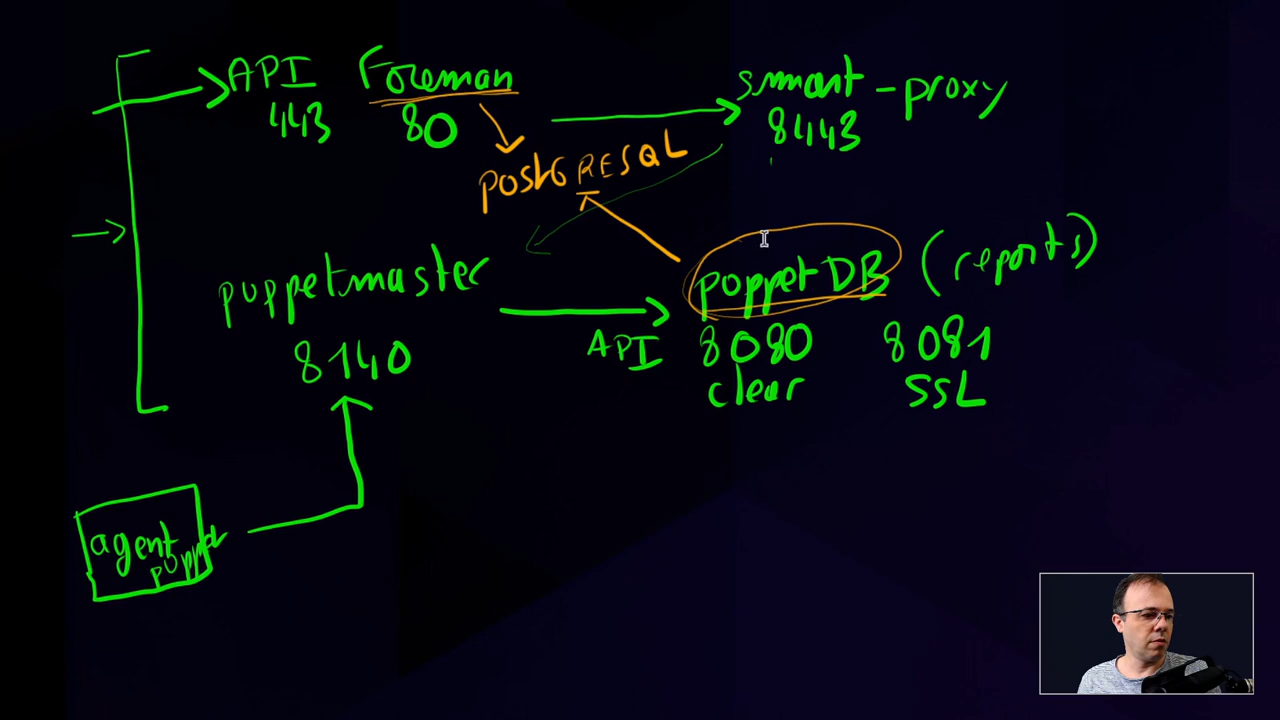 API Foreman
443 80
smart-proxy
8443
PostGRESQL
puppetmaster
8140
API
puppetDB (reports)
8080 8081
clear SSL
agent
puppet